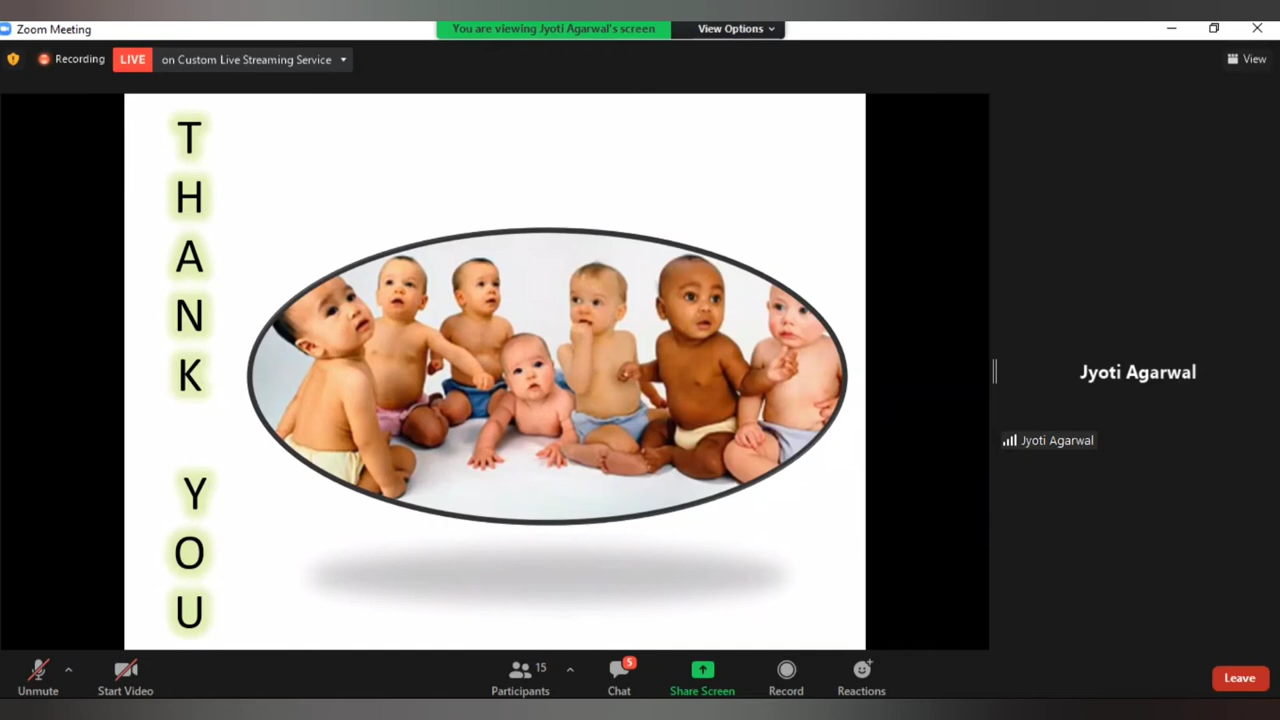 Zoom Meeting
You are viewing Jyoti Agarwal's screen
View Options
Recording
LIVE
on Custom Live Streaming Service
View
T
H
A
N
K
Y
O
U
Jyoti Agarwal
Jyoti Agarwal
Unmute
Start Video
15
Participants
5
Chat
Share Screen
Record
Reactions
Leave